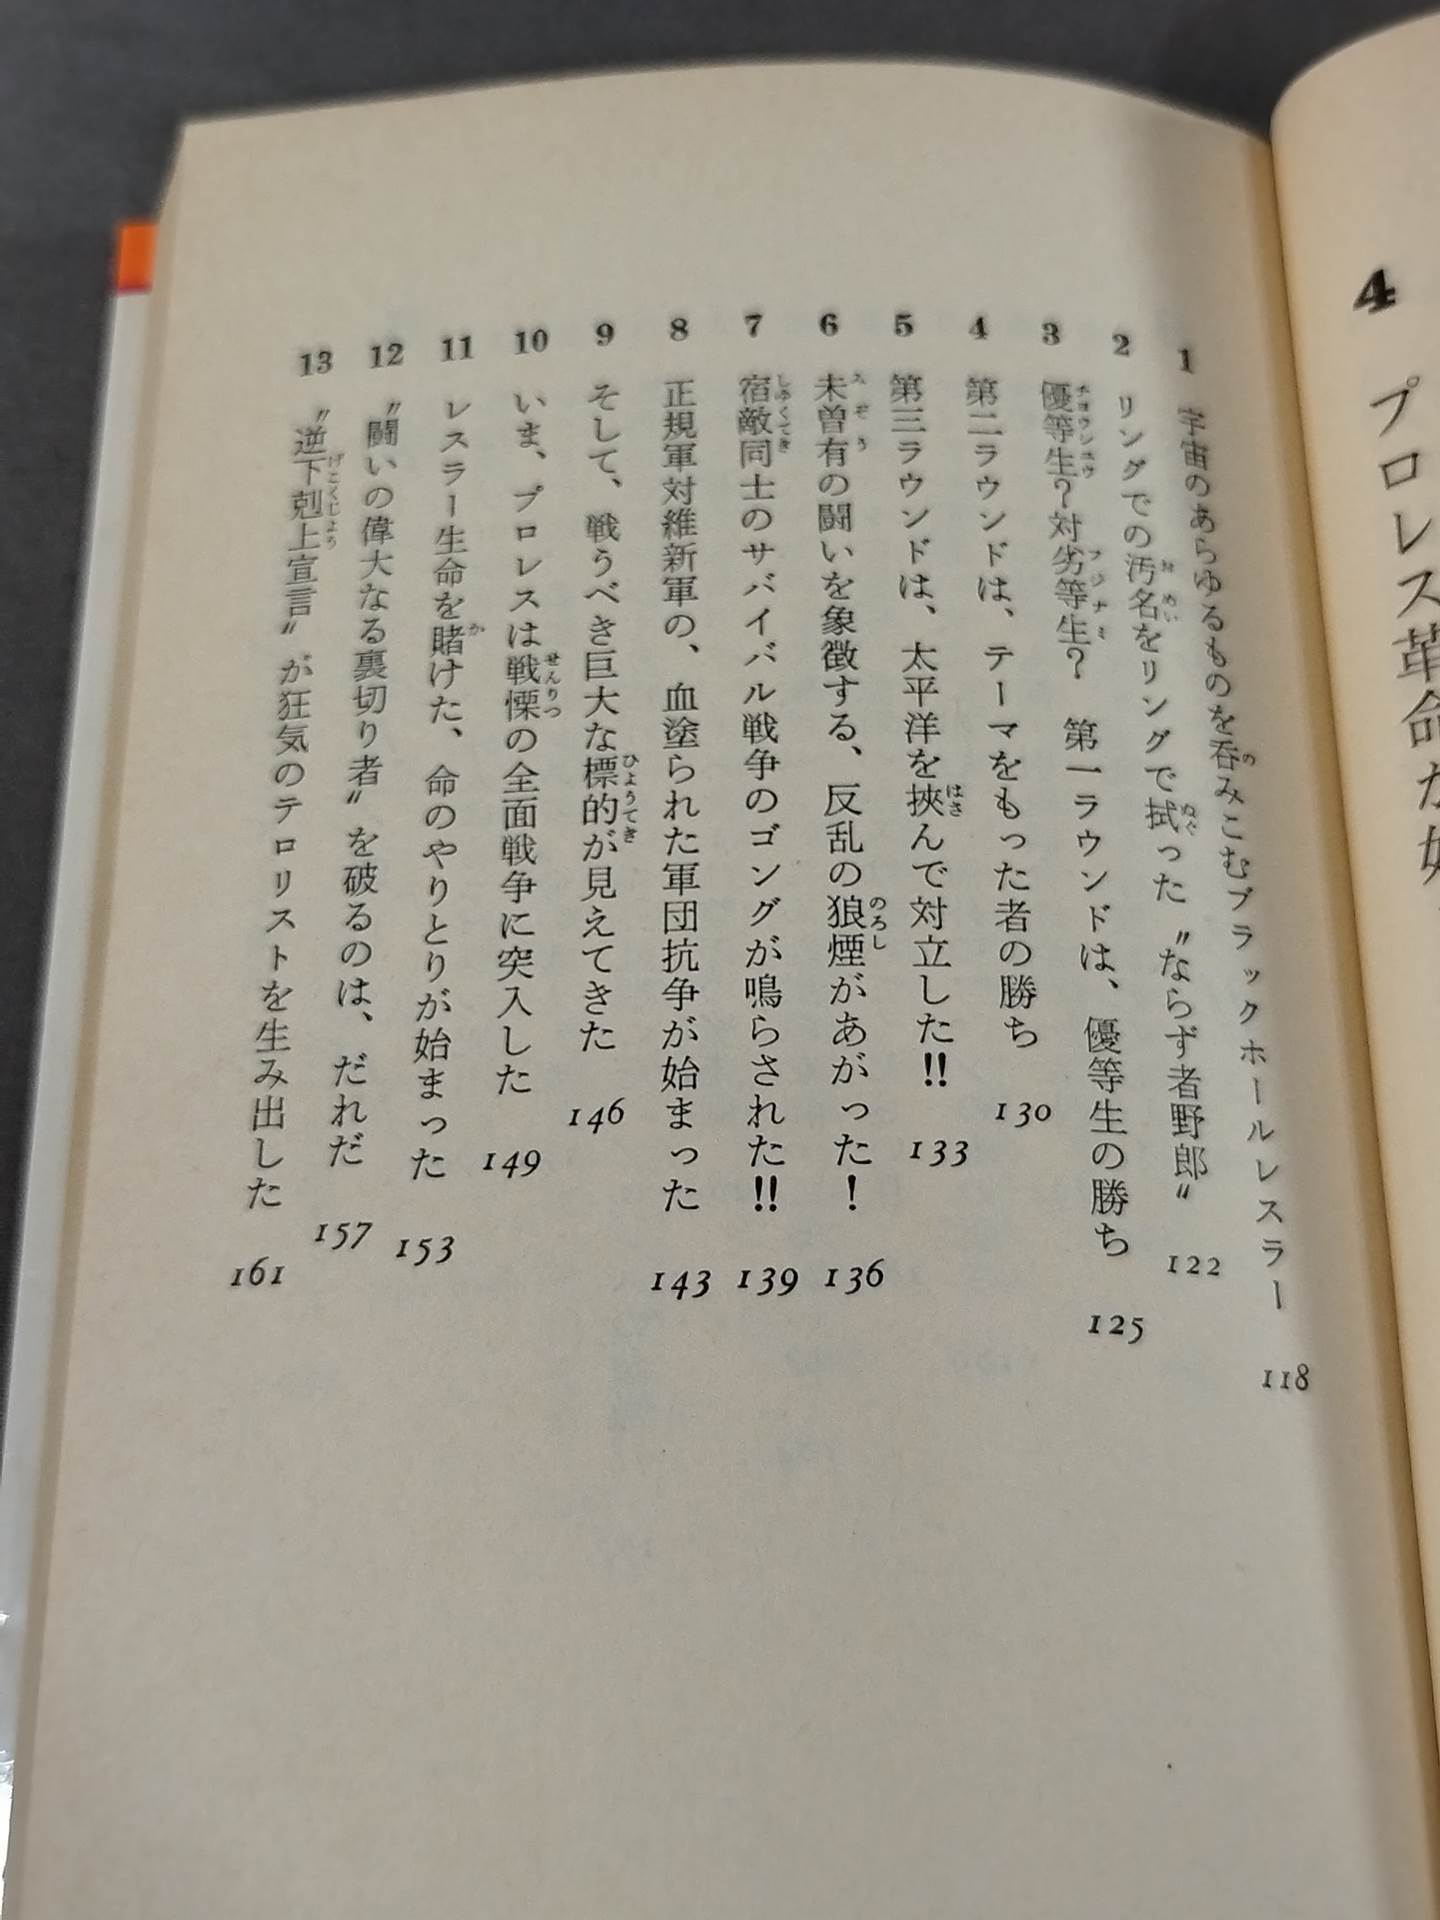 4 プロレス革命が
1 宇宙のあらゆるものを呑みこむブラックホールレスラー 118
2 リングでの汚名をリングで拭った〝ならず者野郎〟 122
3 優等生？対劣等生？ 第一ラウンドは、優等生の勝ち 125
4 第二ラウンドは、テーマをもった者の勝ち 130
5 第三ラウンドは、太平洋を挾んで対立した!! 133
6 未曽有の闘いを象徴する、反乱の狼煙があがった！ 136
7 宿敵同士のサバイバル戦争のゴングが鳴らされた!! 139
8 正規軍対維新軍の、血塗られた軍団抗争が始まった 143
9 そして、戦うべき巨大な標的が見えてきた 146
10 いま、プロレスは戦慄の全面戦争に突入した 149
11 レスラー生命を賭けた、命のやりとりが始まった 153
12 〝闘いの偉大なる裏切り者〟を破るのは、だれだ 157
13 〝逆下剋上宣言〟が狂気のテロリストを生み出した 161